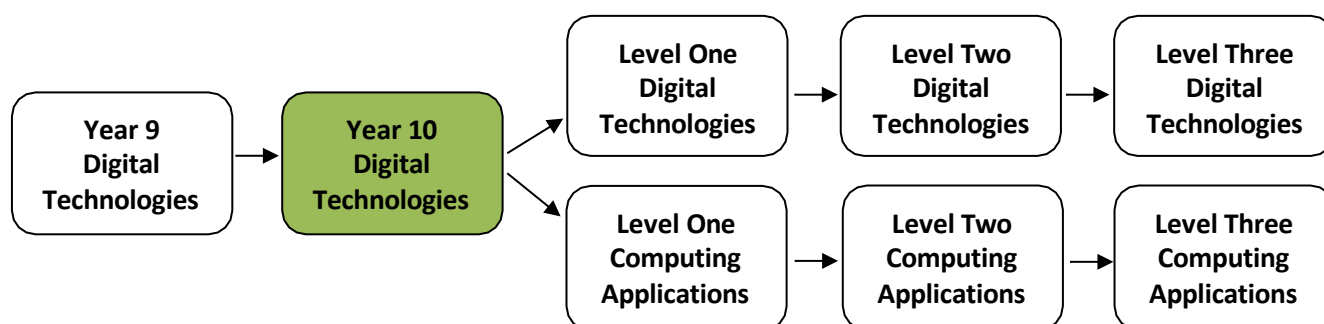 Year 9
Digital
Technologies
Year 10
Digital
Technologies
Level One
Digital
Technologies
Level Two
Digital
Technologies
Level Three
Digital
Technologies
Level One
Computing
Applications
Level Two
Computing
Applications
Level Three
Computing
Applications